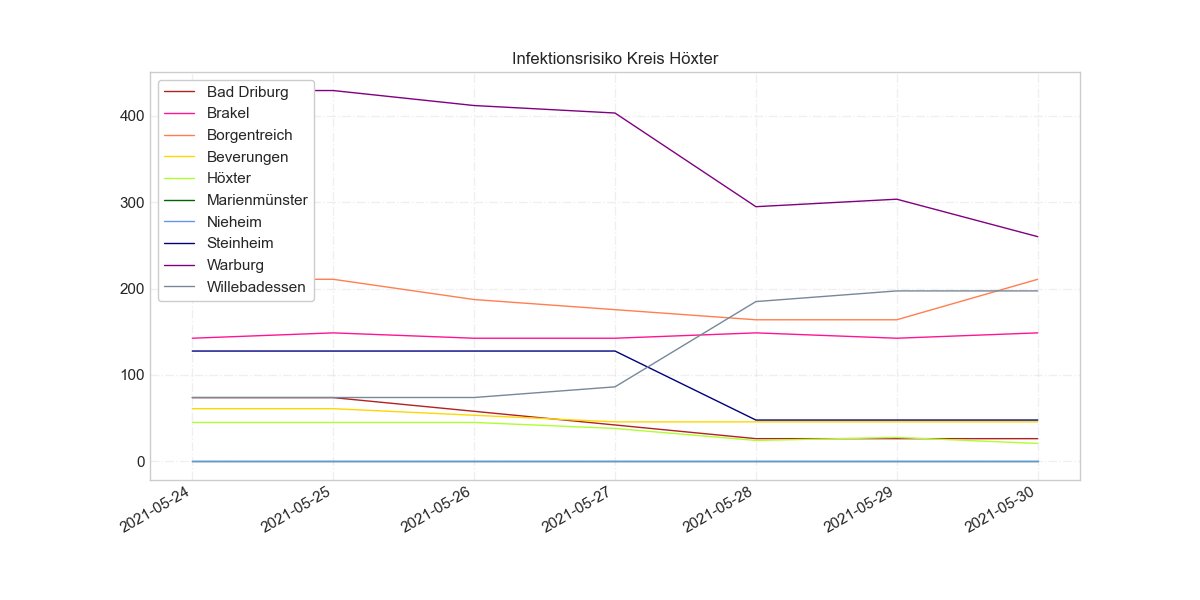 Infektionsrisiko Kreis Höxter
Bad Driburg
Brakel
Borgentreich
Beverungen
Höxter
Marienmünster
Nieheim
Steinheim
Warburg
Willebadessen
400
300
200
100
0
2021-05-24
2021-05-25
2021-05-26
2021-05-27
2021-05-28
2021-05-29
2021-05-30